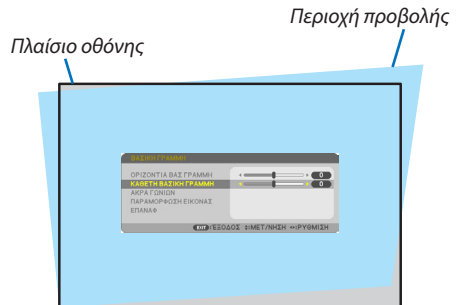 Περιοχή προβολής
Πλαίσιο οθόνης
ΒΑΣΙΚΗ ΓΡΑΜΜΗ
ΟΡΙΖΟΝΤΙΑ ΒΑΣ ΓΡΑΜΜΗ 0
ΚΑΘΕΤΗ ΒΑΣΙΚΗ ΓΡΑΜΜΗ 0
ΑΚΡΑ ΓΩΝΙΩΝ
ΠΑΡΑΜΟΡΦΩΣΗ ΕΙΚΟΝΑΣ
ΕΠΑΝΑΦ
EXIT:ΕΞΟΔΟΣ ↕:ΜΕΤ/ΝΗΣΗ ↔:ΡΥΘΜΙΣΗ